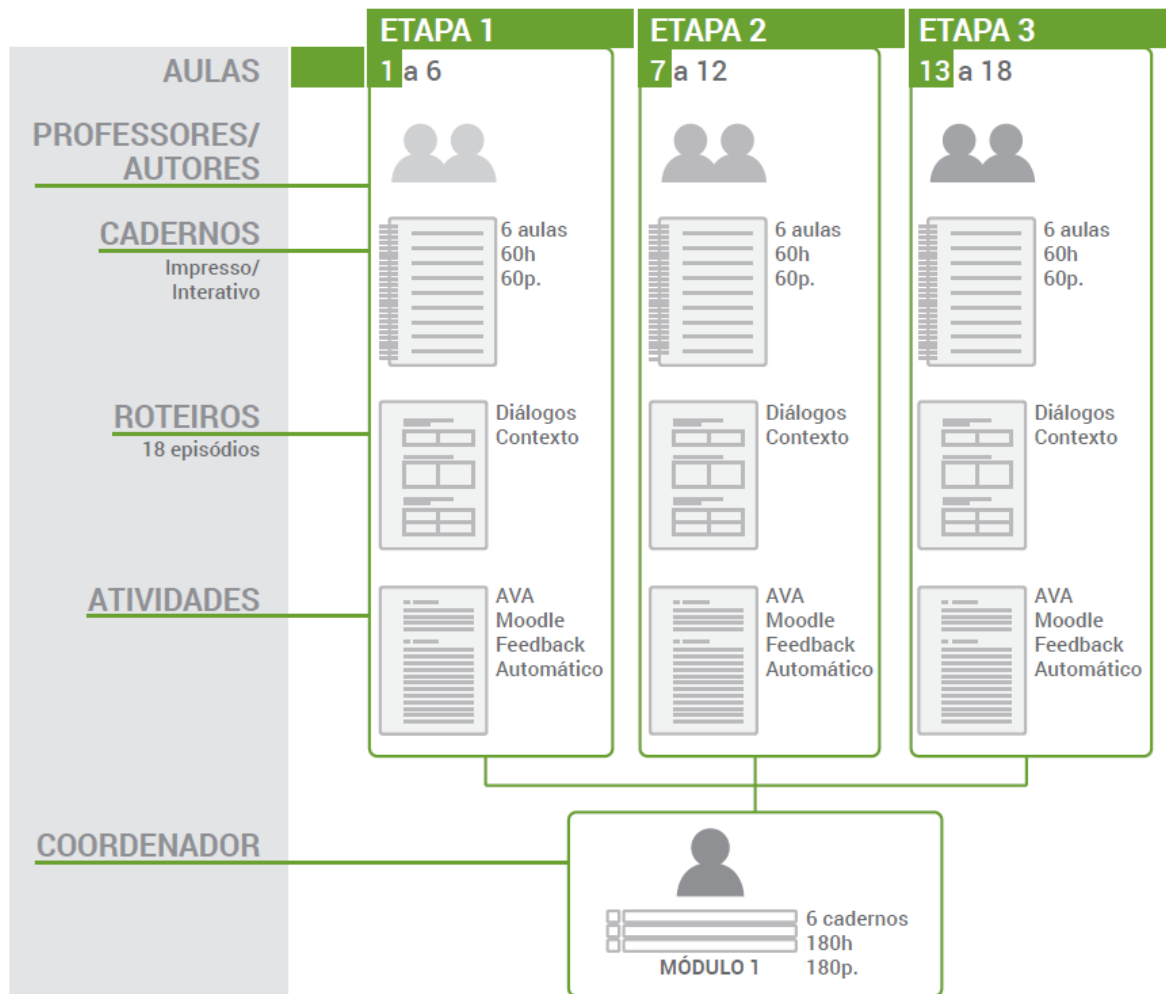 ETAPA 1
ETAPA 2
ETAPA 3
AULAS
1 a 6
7 a 12
13 a 18
PROFESSORES/
AUTORES
CADERNOS
Impresso/
Interativo
6 aulas
60h
60p.
6 aulas
60h
60p.
6 aulas
60h
60p.
ROTEIROS
18 episódios
Diálogos
Contexto
Diálogos
Contexto
Diálogos
Contexto
ATIVIDADES
AVA
Moodle
Feedback
Automático
AVA
Moodle
Feedback
Automático
AVA
Moodle
Feedback
Automático
COORDENADOR
6 cadernos
180h
180p.
MÓDULO 1